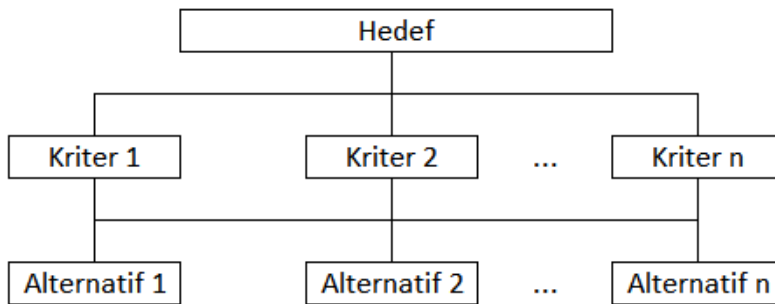 Hedef
Kriter 1 Kriter 2 ... Kriter n
Alternatif 1 Alternatif 2 ... Alternatif n